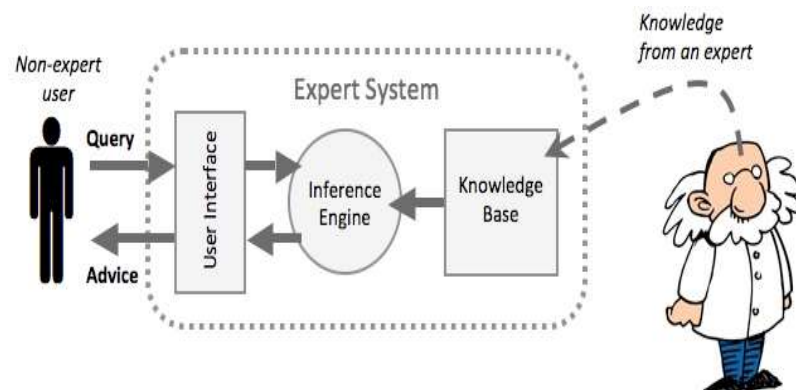 Knowledge
from an expert
Non-expert
user
Expert System
Query
User Interface
Inference
Engine
Knowledge
Base
Advice